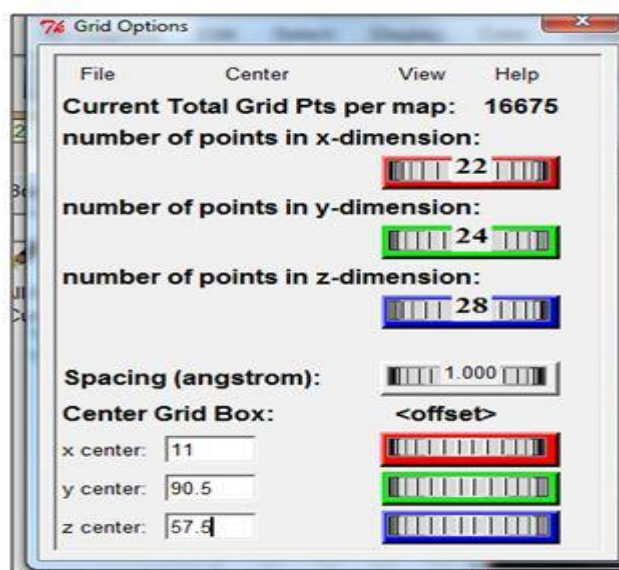 Grid Options
File Center View Help
Current Total Grid Pts per map: 16675
number of points in x-dimension:
22
number of points in y-dimension:
24
number of points in z-dimension:
28
Spacing (angstrom): 1.000
Center Grid Box: <offset>
x center: 11
y center: 90.5
z center: 57.5